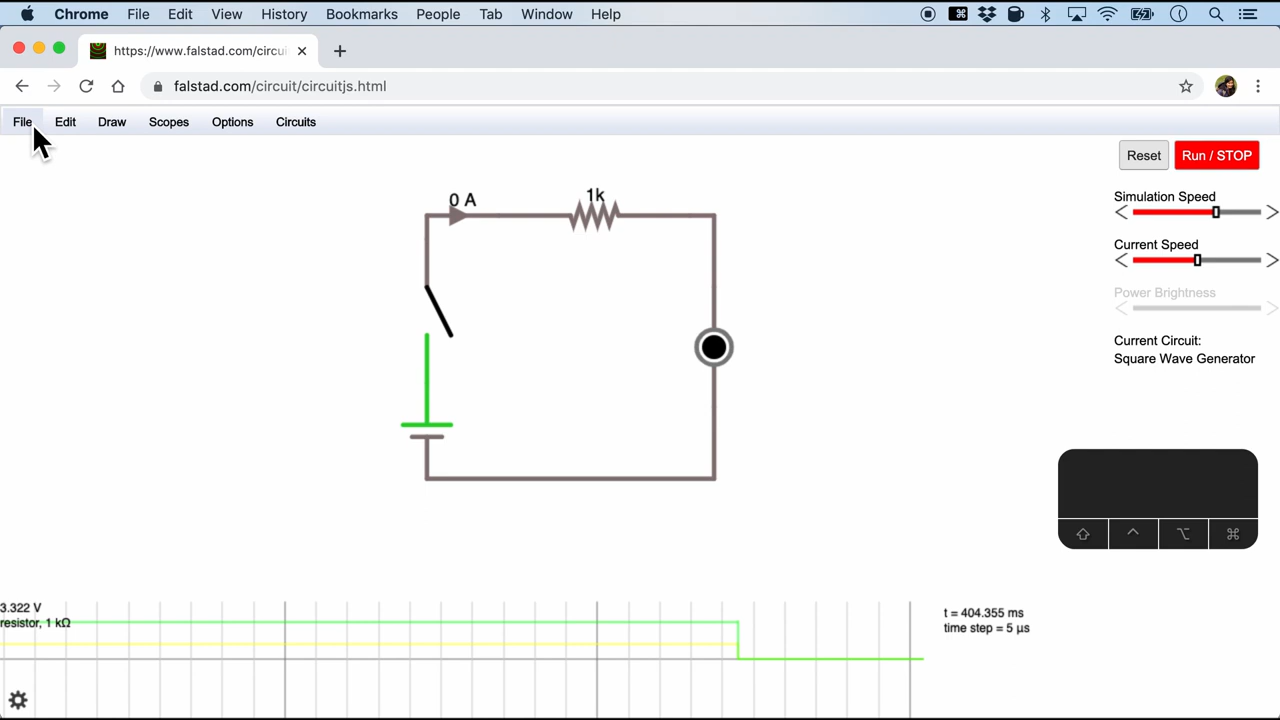 Chrome File Edit View History Bookmarks People Tab Window Help
https://www.falstad.com/circui
falstad.com/circuit/circuitjs.html
File Edit Draw Scopes Options Circuits
Reset Run / STOP
0 A
1k
Simulation Speed
Current Speed
Power Brightness
Current Circuit:
Square Wave Generator
3.322 V
resistor, 1 kΩ
t = 404.355 ms
time step = 5 μs